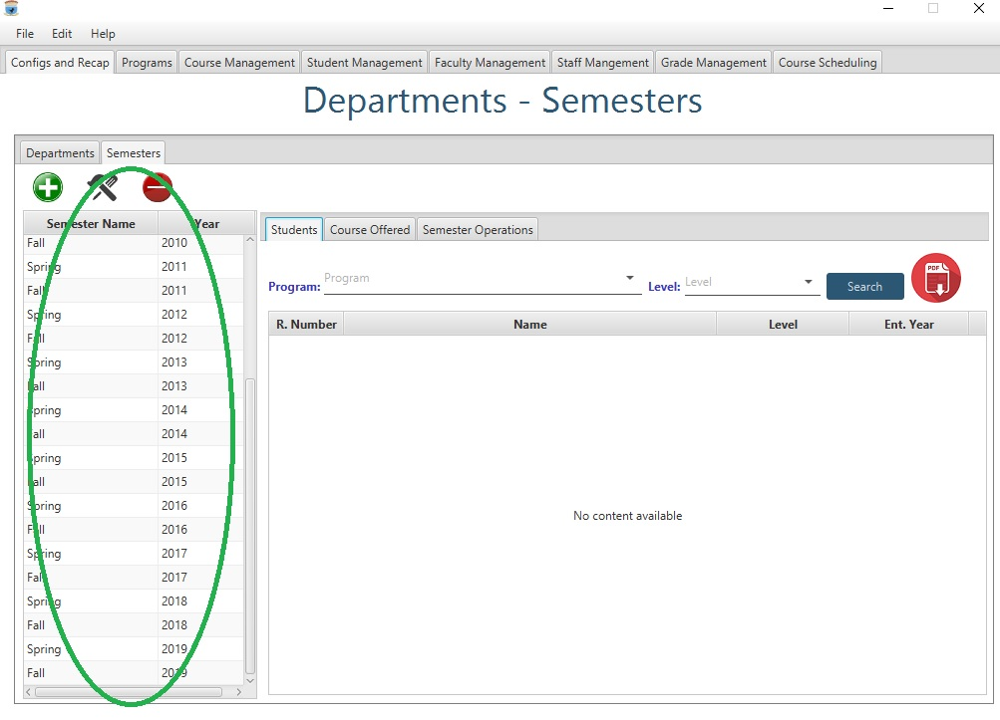 File Edit Help
Configs and Recap Programs Course Management Student Management Faculty Management Staff Mangement Grade Management Course Scheduling
Departments - Semesters
Departments Semesters
Semester Name Year
Fall 2010
Spring 2011
Fall 2011
Spring 2012
Fall 2012
Spring 2013
Fall 2013
Spring 2014
Fall 2014
Spring 2015
Fall 2015
Spring 2016
Fall 2016
Spring 2017
Fall 2017
Spring 2018
Fall 2018
Spring 2019
Fall 2019
Students Course Offered Semester Operations
Program: Program Level: Level Search PDF
R. Number Name Level Ent. Year
No content available